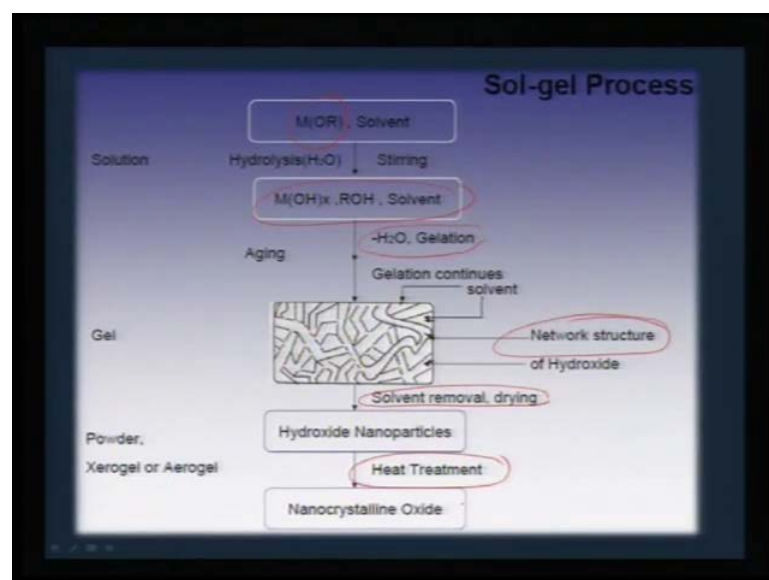 Sol-gel Process
M(OR) , Solvent
Solution
Hydrolysis(H2O)
Stirring
M(OH)x ,ROH , Solvent
-H2O, Gelation
Aging
Gelation continues
solvent
Gel
Network structure
of Hydroxide
Solvent removal, drying
Hydroxide Nanoparticles
Powder,
Xerogel or Aerogel
Heat Treatment
Nanocrystalline Oxide